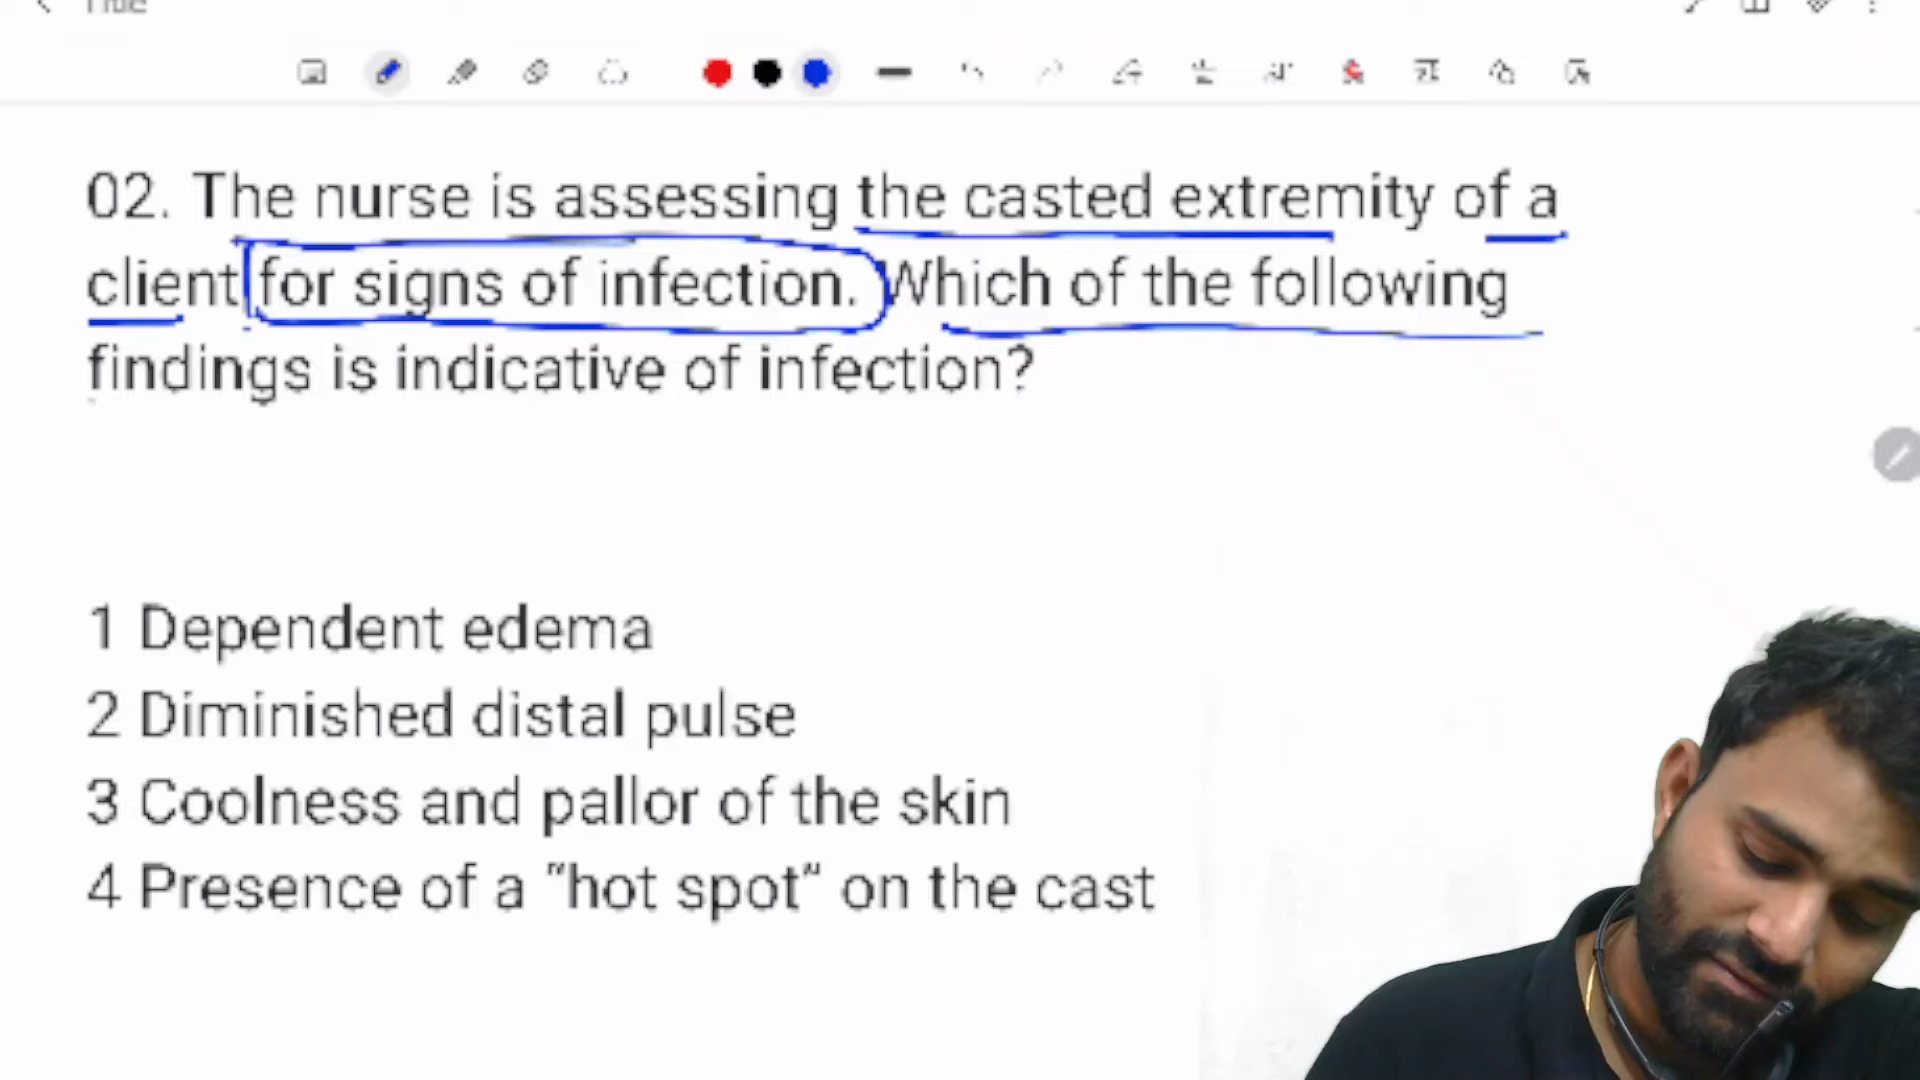 Title
02. The nurse is assessing the casted extremity of a
client for signs of infection. Which of the following
findings is indicative of infection?
1 Dependent edema
2 Diminished distal pulse
3 Coolness and pallor of the skin
4 Presence of a "hot spot" on the cast